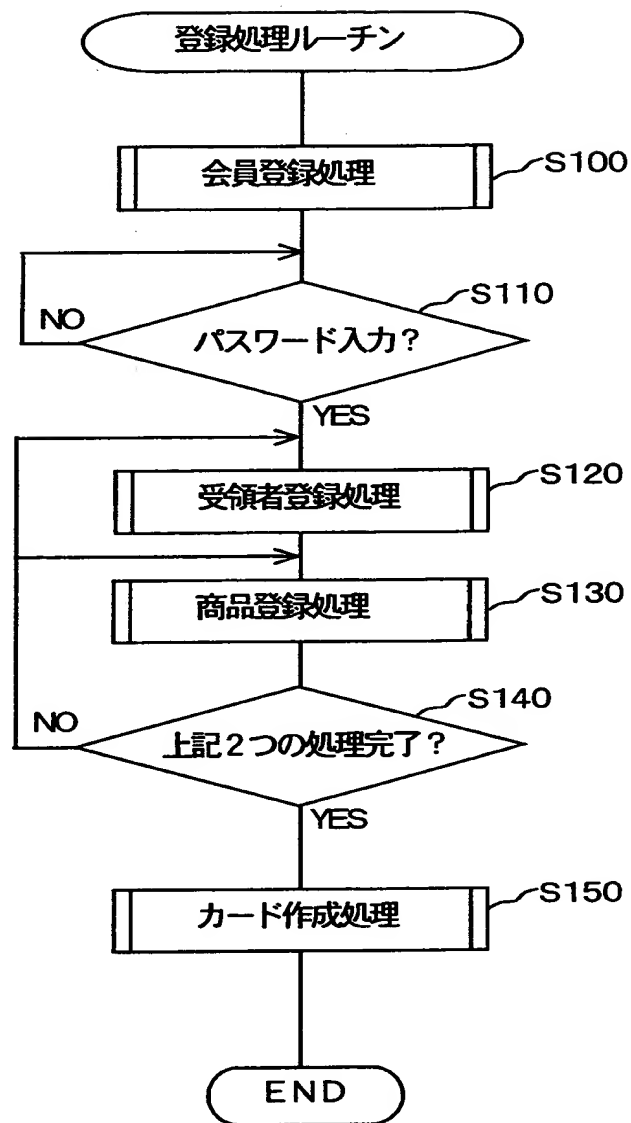 登録処理ルーチン
会員登録処理
S100
S110
NO
パスワード入力？
YES
受領者登録処理
S120
商品登録処理
S130
S140
NO
上記２つの処理完了？
YES
カード作成処理
S150
END